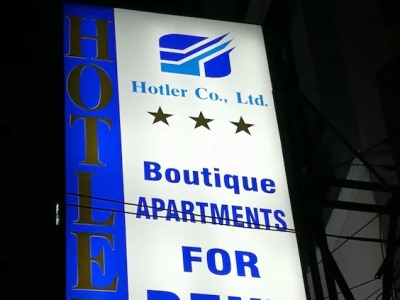 HOTLE
Hotler Co., Ltd.
Boutique
APARTMENTS
FOR